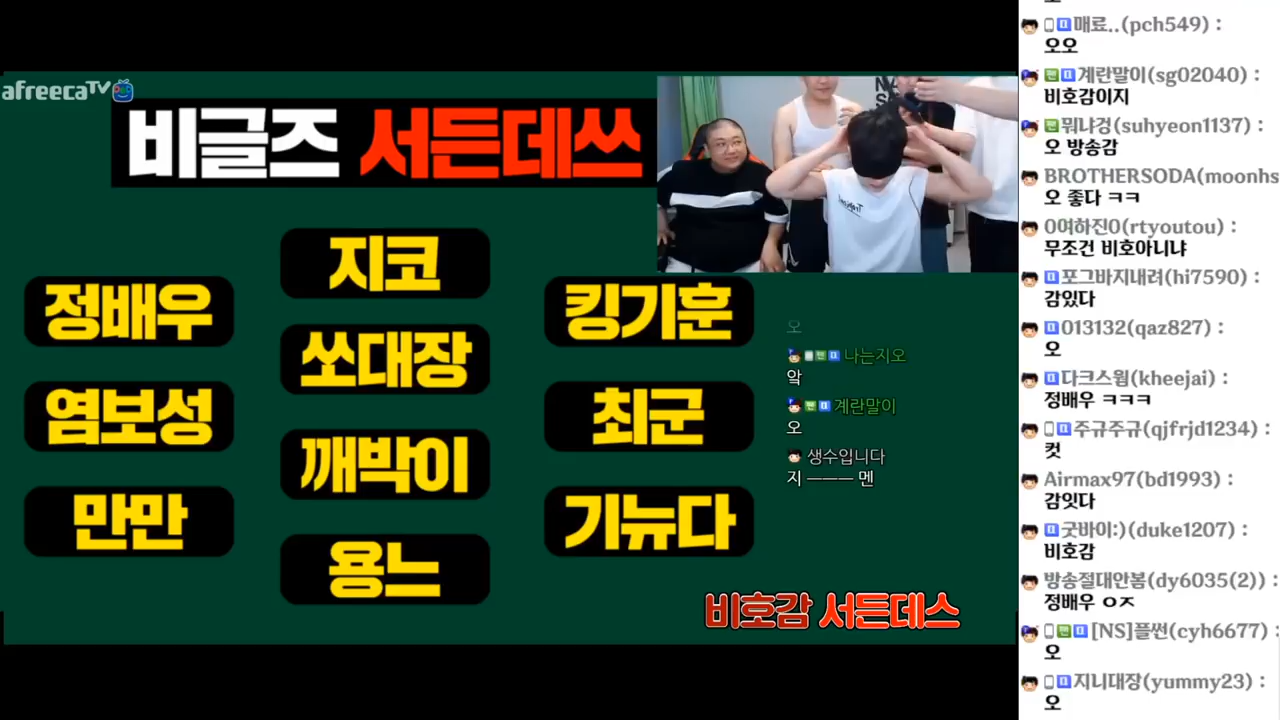 afreecaTV
비글즈 서든데쓰
정배우
염보성
만만
지코
쏘대장
깨박이
용느
킹기훈
최군
기뉴다
오
나는지오
앜
계란말이
오
생수입니다
지 ─── 멘
비호감 서든데스
매료..(pch549) :
오오
계란말이(sg02040) :
비호감이지
뭐냐겅(suhyeon1137) :
오 방송감
BROTHERSODA(moonhs
오 좋다 ㅋㅋ
0여하진0(rtyoutou) :
무조건 비호아니냐
포그바지내려(hi7590) :
감있다
013132(qaz827) :
오
다크스웜(kheejai) :
정배우 ㅋㅋㅋ
주규주규(qjfrjd1234) :
컷
Airmax97(bd1993) :
감잇다
굿바이:)(duke1207) :
비호감
방송절대안봄(dy6035(2)) :
정배우 ㅇㅈ
[NS]플썬(cyh6677) :
오
지니대장(yummy23) :
오